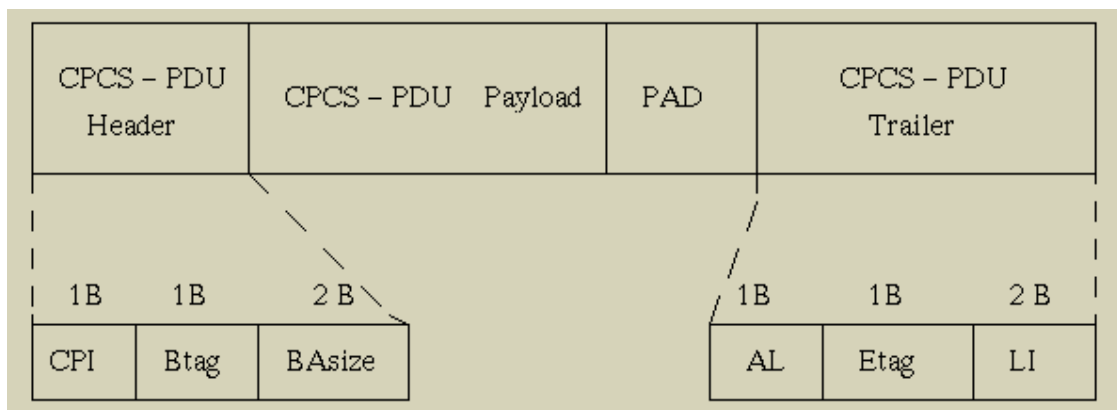 CPCS – PDU Header
CPCS – PDU Payload
PAD
CPCS – PDU Trailer
1B 1B 2 B
1B 1B 2 B
CPI Btag BAsize
AL Etag LI